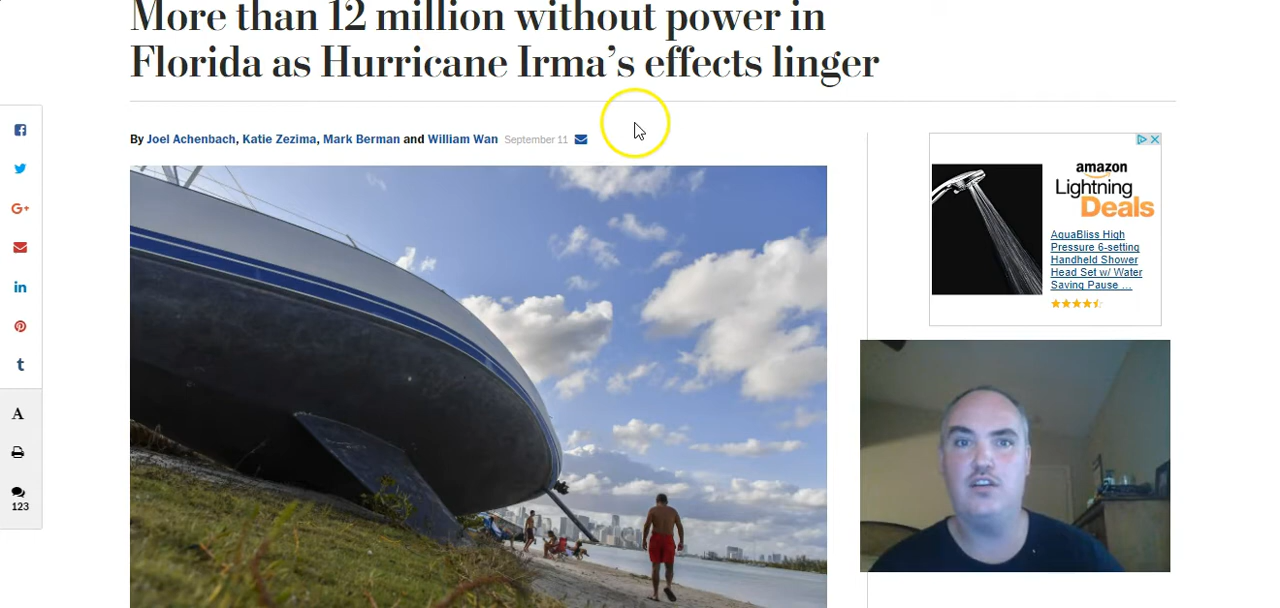 More than 12 million without power in
Florida as Hurricane Irma’s effects linger
By Joel Achenbach, Katie Zezima, Mark Berman and William Wan September 11
G+
in
t
A
123
amazon
Lightning
Deals
AquaBliss High
Pressure 6-setting
Handheld Shower
Head Set w/ Water
Saving Pause ...